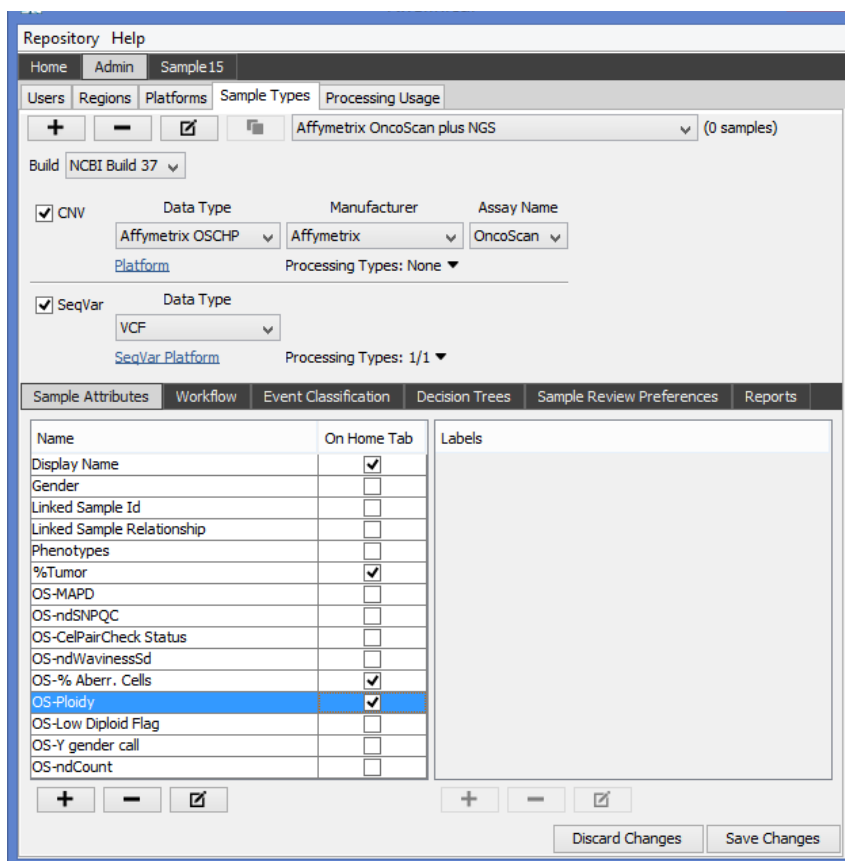 Repository Help
Home Admin Sample15
Users Regions Platforms Sample Types Processing Usage
Affymetrix OncoScan plus NGS (0 samples)
Build NCBI Build 37
CNV Data Type Manufacturer Assay Name
Affymetrix OSCHP Affymetrix OncoScan
Platform Processing Types: None
SeqVar Data Type
VCF
SeqVar Platform Processing Types: 1/1
Sample Attributes Workflow Event Classification Decision Trees Sample Review Preferences Reports
Name On Home Tab Labels
Display Name
Gender
Linked Sample Id
Linked Sample Relationship
Phenotypes
%Tumor
OS-MAPD
OS-ndSNPQC
OS-CelPairCheck Status
OS-ndWavinessSd
OS-% Aberr. Cells
OS-Ploidy
OS-Low Diploid Flag
OS-Y gender call
OS-ndCount
Discard Changes Save Changes